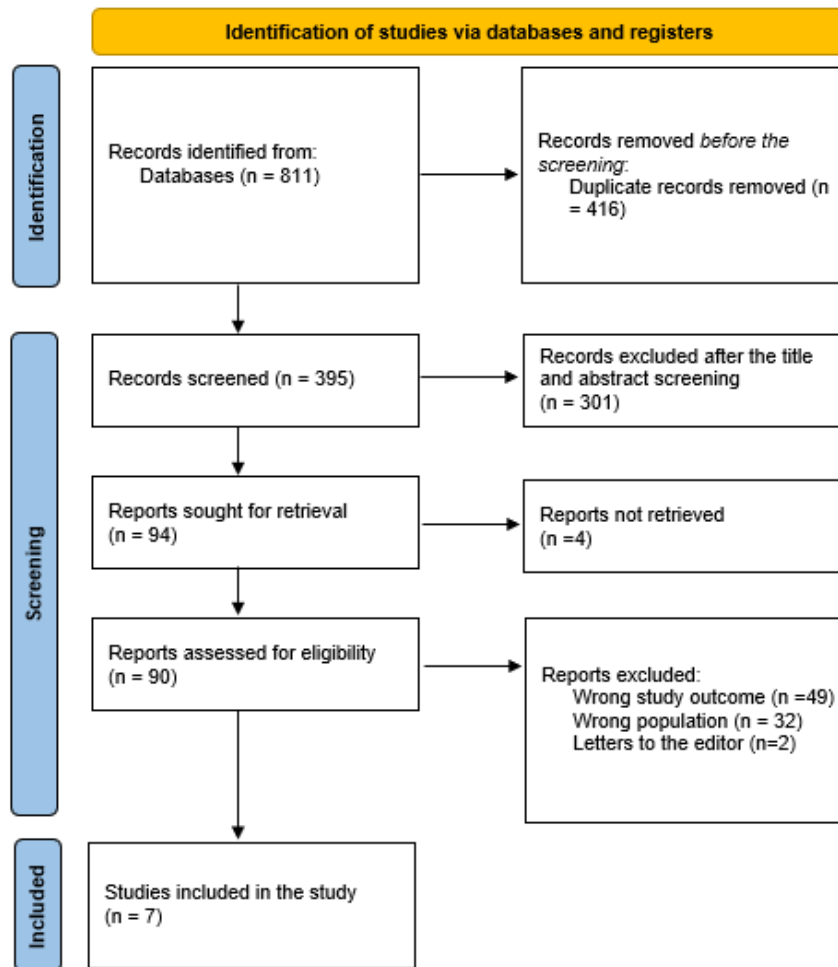 Identification of studies via databases and registers
Identification
Records identified from:
Databases (n = 811)
Records removed before the
screening:
Duplicate records removed (n
= 416)
Screening
Records screened (n = 395)
Records excluded after the title
and abstract screening
(n = 301)
Reports sought for retrieval
(n = 94)
Reports not retrieved
(n =4)
Reports assessed for eligibility
(n = 90)
Reports excluded:
Wrong study outcome (n =49)
Wrong population (n = 32)
Letters to the editor (n=2)
Included
Studies included in the study
(n = 7)